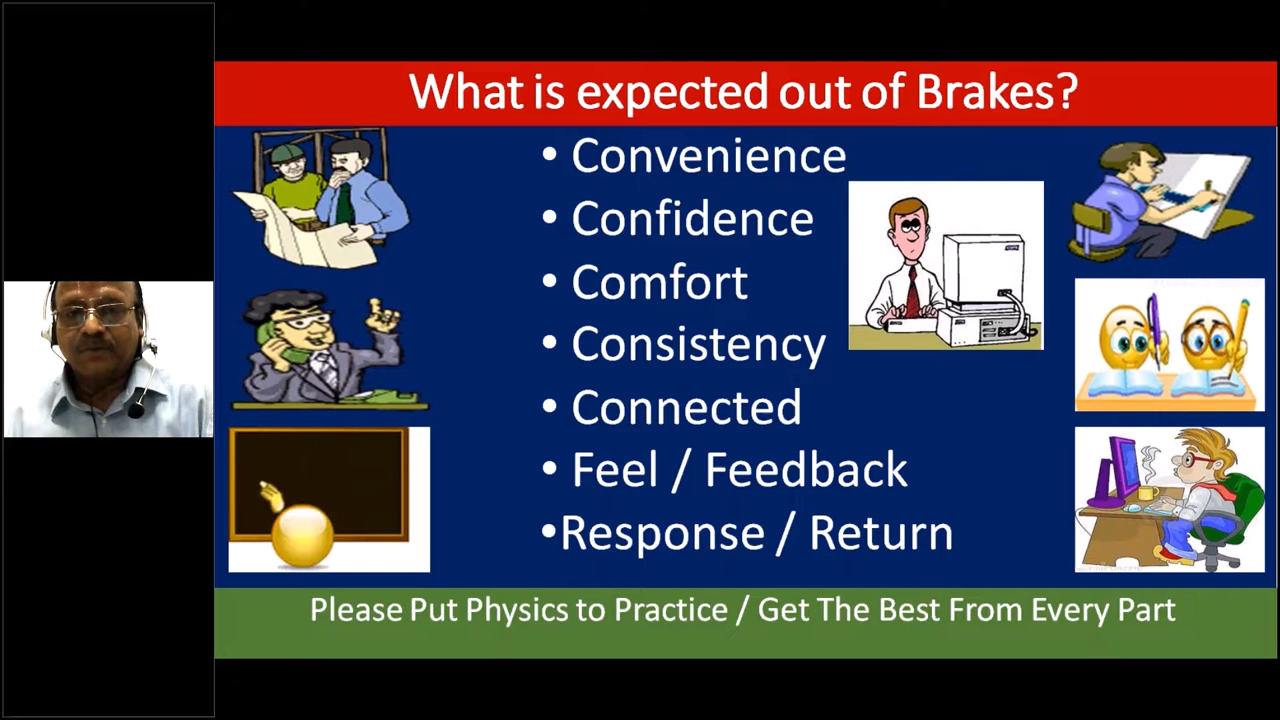 What is expected out of Brakes?
• Convenience
• Confidence
• Comfort
• Consistency
• Connected
• Feel / Feedback
•Response / Return
Please Put Physics to Practice / Get The Best From Every Part